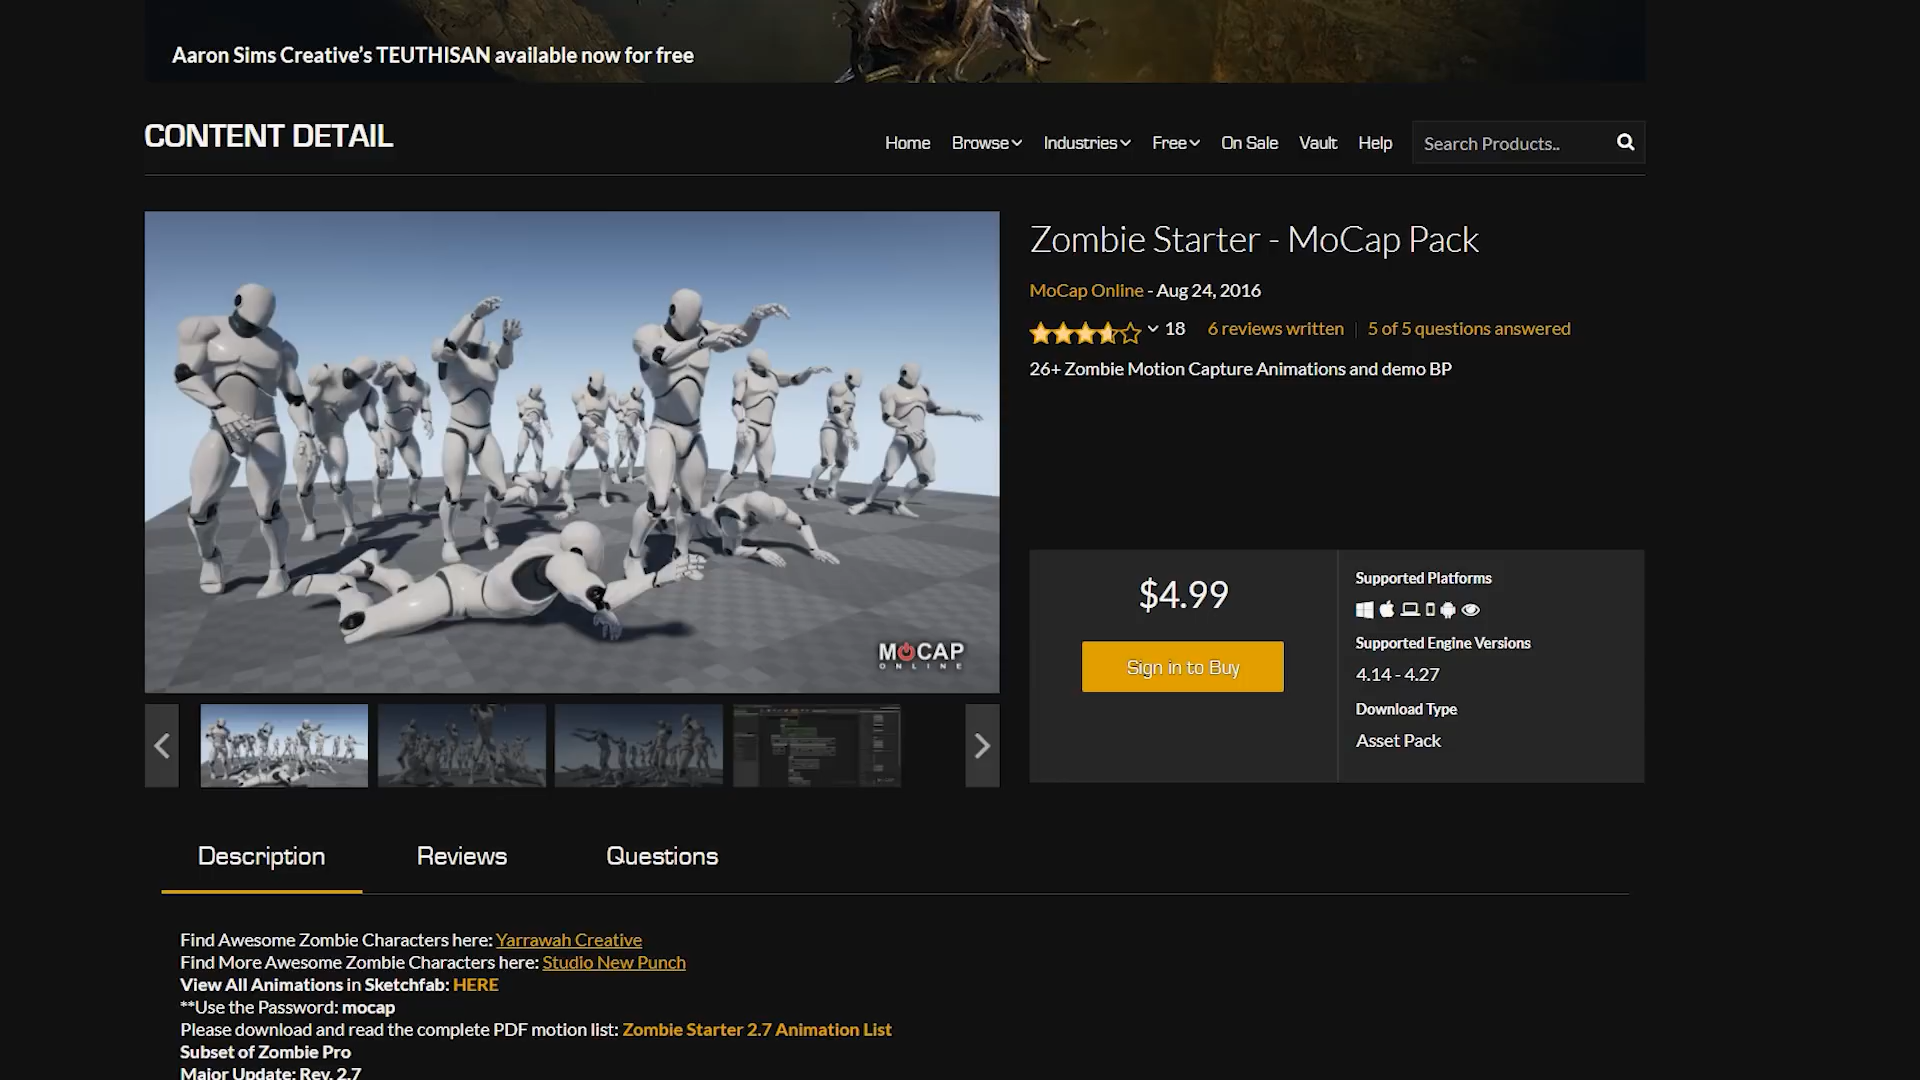 Aaron Sims Creative's TEUTHISAN available now for free
CONTENT DETAIL
Home Browse Industries Free On Sale Vault Help Search Products..
Zombie Starter - MoCap Pack
MoCap Online - Aug 24, 2016
18 6 reviews written 5 of 5 questions answered
26+ Zombie Motion Capture Animations and demo BP
MOCAP
ONLINE
$4.99
Sign in to Buy
Supported Platforms
Supported Engine Versions
4.14 - 4.27
Download Type
Asset Pack
Description Reviews Questions
Find Awesome Zombie Characters here: Yarrawah Creative
Find More Awesome Zombie Characters here: Studio New Punch
View All Animations in Sketchfab: HERE
**Use the Password: mocap
Please download and read the complete PDF motion list: Zombie Starter 2.7 Animation List
Subset of Zombie Pro
Major Update: Rev. 2.7